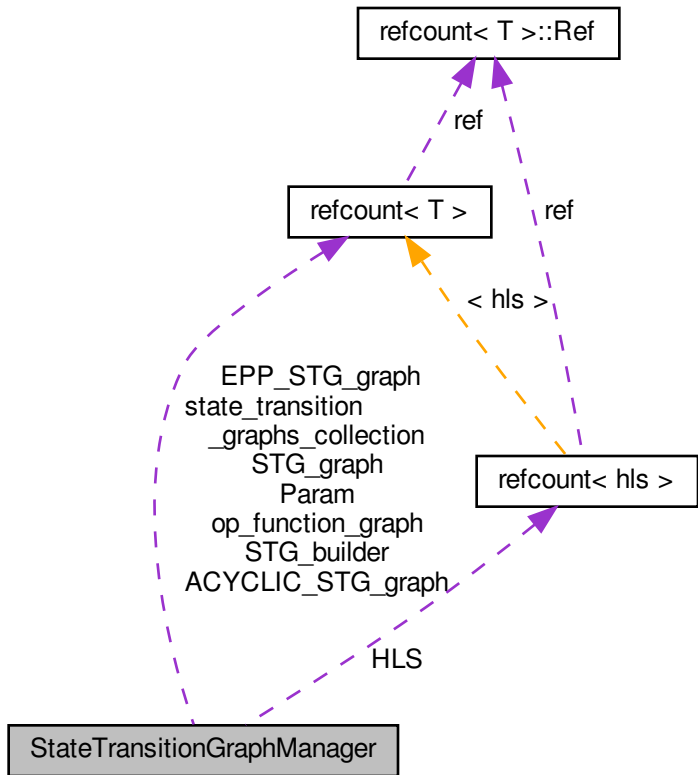 refcount< T >::Ref
ref
refcount< T >
ref
< hls >
EPP_STG_graph
state_transition
_graphs_collection
STG_graph
Param
op_function_graph
STG_builder
ACYCLIC_STG_graph
refcount< hls >
HLS
StateTransitionGraphManager